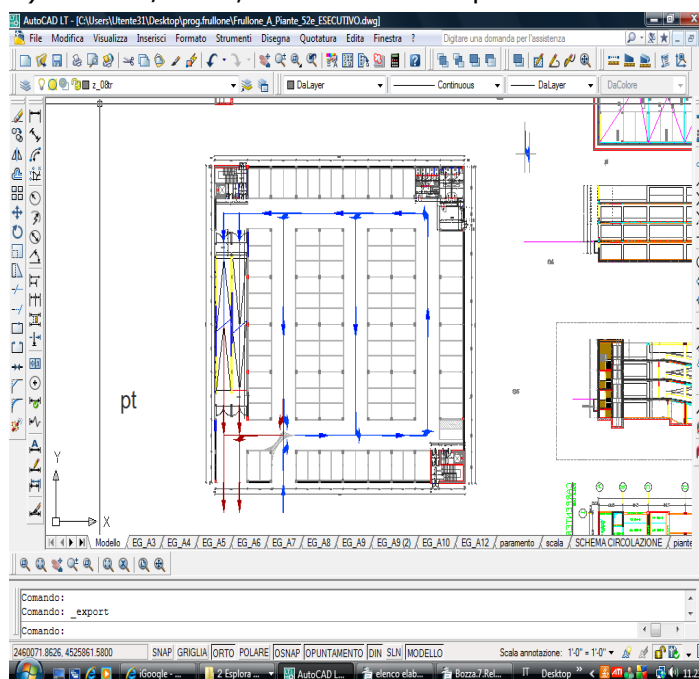 AutoCAD LT - [C:\Users\Utente31\Desktop\prog.frullone\Frullone_A_Piante_52e_ESECUTIVO.dwg]
File Modifica Visualizza Inserisci Formato Strumenti Disegna Quotatura Edita Finestra ? Digitare una domanda per l'assistenza
z_08tr DaLayer Continuous DaLayer DaColore
pt
Y
X
Modello EG_A3 EG_A4 EG_A5 EG_A6 EG_A7 EG_A8 EG_A9 EG_A9 (2) EG_A10 EG_A12 paramento scala SCHEMA CIRCOLAZIONE piante
Comando:
Comando: _export
Comando:
2460071.8626, 4525861.5800 SNAP GRIGLIA ORTO POLARE OSNAP OPUNTAMENTO DIN SLN MODELLO Scala annotazione: 1'-0" = 1'-0"
iGoogle - ... 2 Esplora ... AutoCAD L... elenco elab... Bozza.7.Rel... IT Desktop